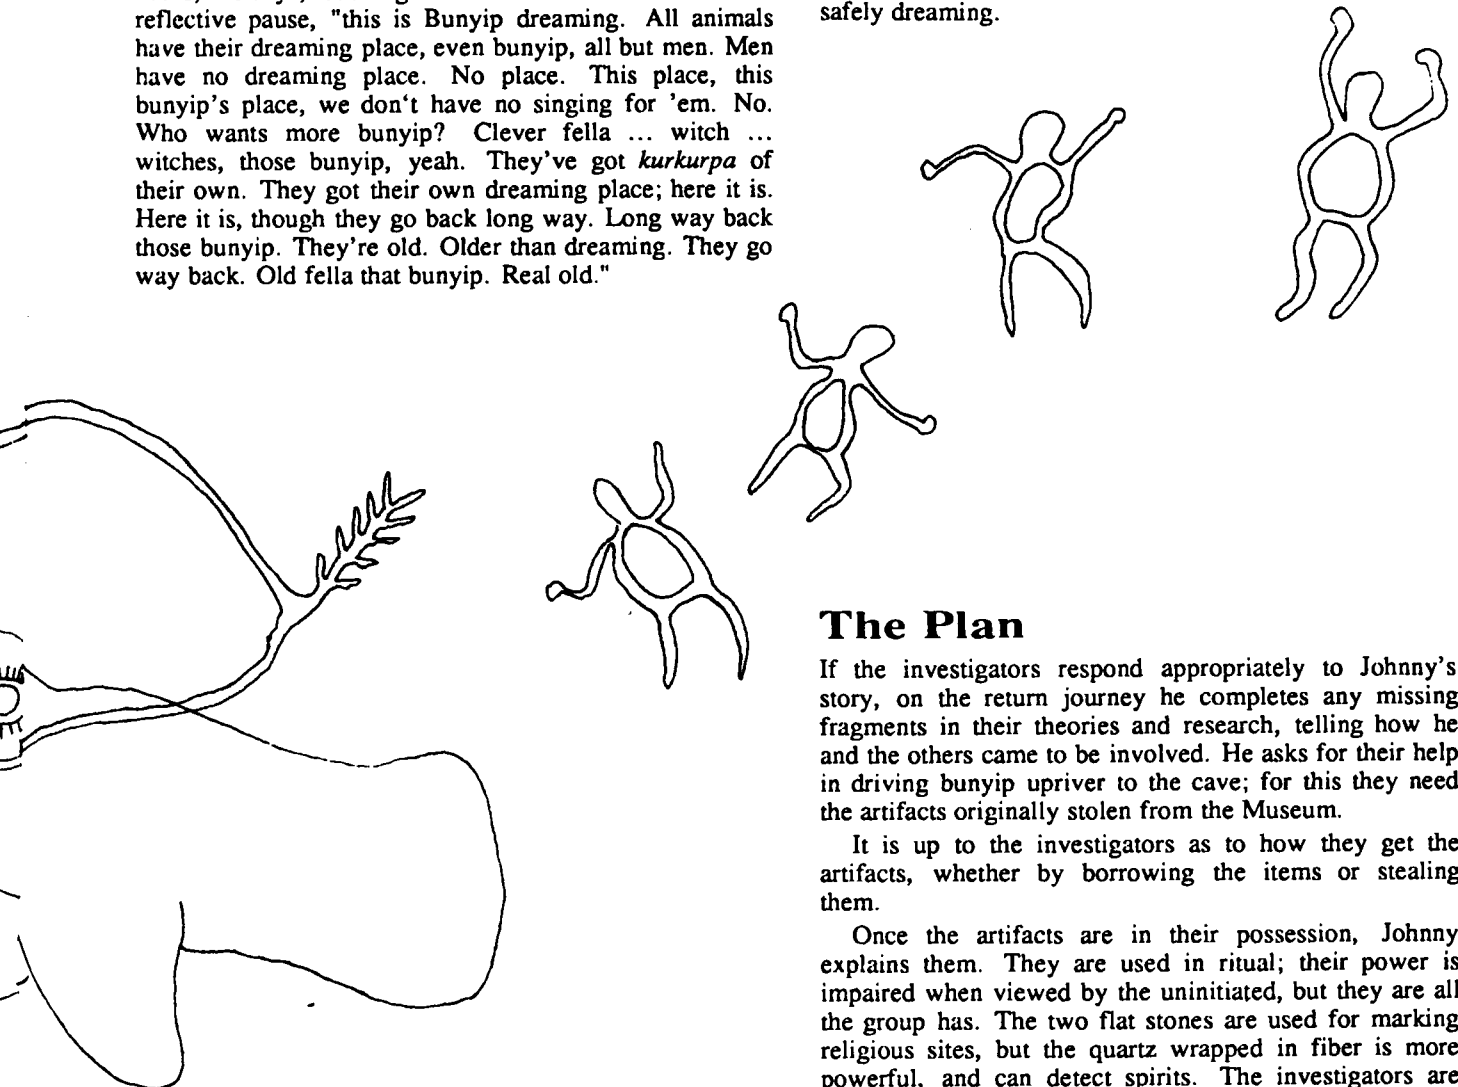 reflective pause, "this is Bunyip dreaming. All animals
have their dreaming place, even bunyip, all but men. Men
have no dreaming place. No place. This place, this
bunyip's place, we don't have no singing for 'em. No.
Who wants more bunyip? Clever fella ... witch ...
witches, those bunyip, yeah. They've got kurkurpa of
their own. They got their own dreaming place; here it is.
Here it is, though they go back long way. Long way back
those bunyip. They're old. Older than dreaming. They go
way back. Old fella that bunyip. Real old."
safely dreaming.
The Plan
If the investigators respond appropriately to Johnny's
story, on the return journey he completes any missing
fragments in their theories and research, telling how he
and the others came to be involved. He asks for their help
in driving bunyip upriver to the cave; for this they need
the artifacts originally stolen from the Museum.
It is up to the investigators as to how they get the
artifacts, whether by borrowing the items or stealing
them.
Once the artifacts are in their possession, Johnny
explains them. They are used in ritual; their power is
impaired when viewed by the uninitiated, but they are all
the group has. The two flat stones are used for marking
religious sites, but the quartz wrapped in fiber is more
powerful, and can detect spirits. The investigators are